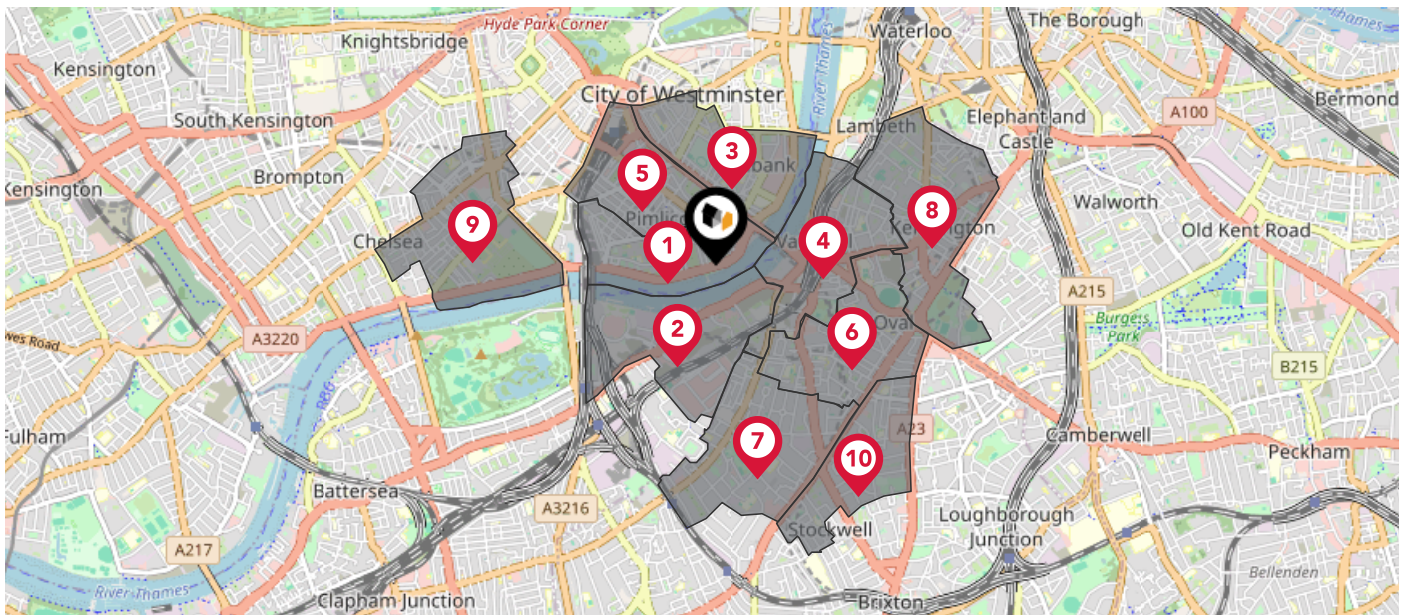 Hyde Park Corner
The Borough
Waterloo
Knightsbridge
Kensington
River Thames
City of Westminster
Bermond
A100
South Kensington
Lambeth
Elephant and
Castle
3
bank
5
Brompton
Kensington
Walworth
Pimlico
8
9
Chelsea
1
4
Kennington
Old Kent Road
A215
2
6
Oval
Burgess
Park
A3220
wes Road
RB6
B215
7
A23
10
Fulham
Camberwell
Peckham
Battersea
A3216
Loughborough
Junction
Stockwell
A217
River Thames
Clapham Junction
Brixton
Bellenden